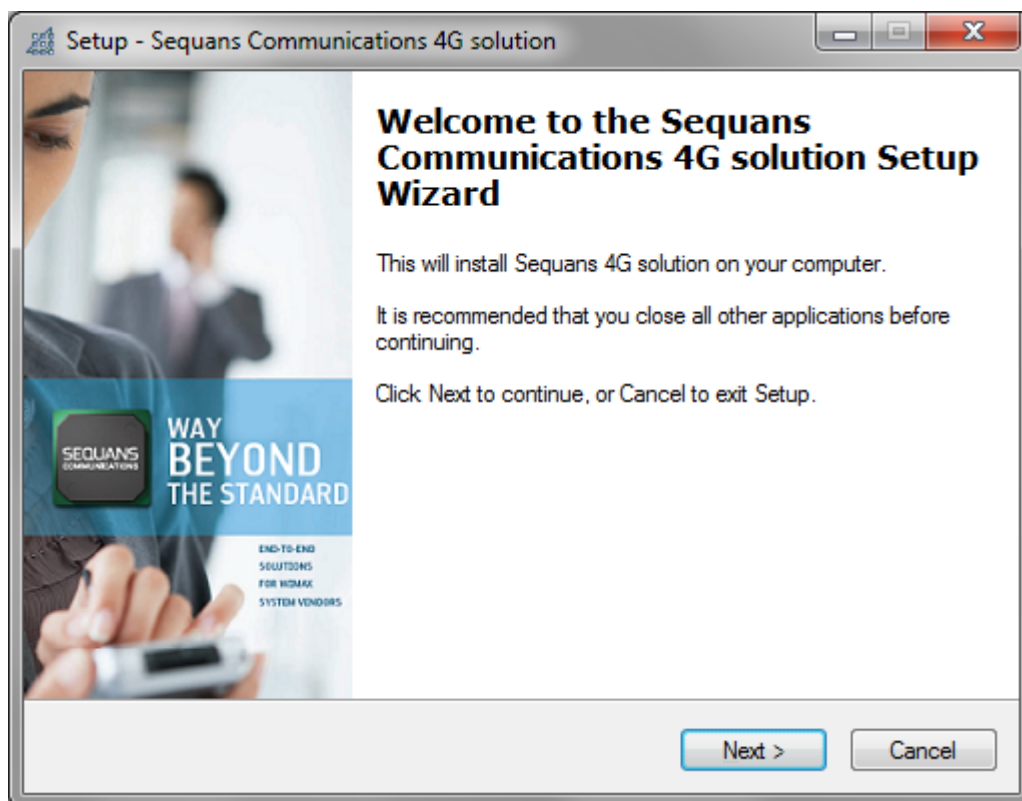 Setup - Sequans Communications 4G solution
Welcome to the Sequans
Communications 4G solution Setup
Wizard
This will install Sequans 4G solution on your computer.
It is recommended that you close all other applications before
continuing.
Click Next to continue, or Cancel to exit Setup.
SEQUANS
COMMUNICATIONS
WAY
BEYOND
THE STANDARD
END-TO-END
SOLUTIONS
FOR WIMAX
SYSTEM VENDORS
Next >
Cancel